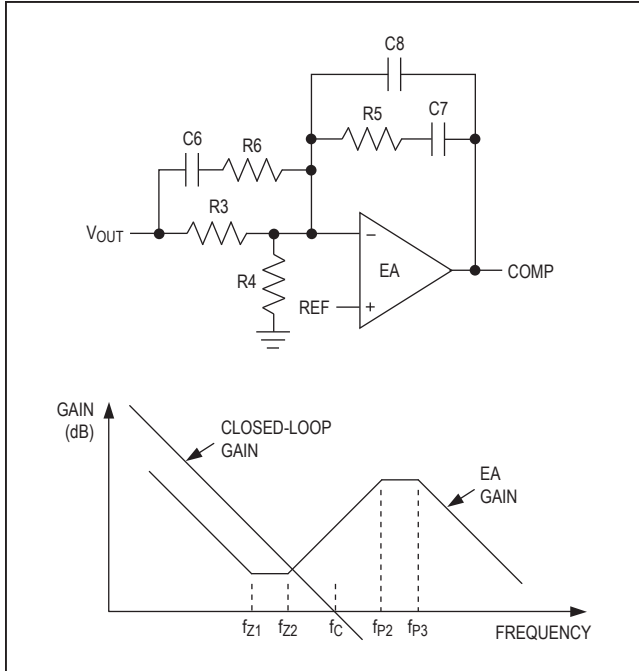 C8
R5
C7
C6
R6
R3
VOUT
R4
−
EA
COMP
REF
+
GAIN
(dB)
CLOSED-LOOP
GAIN
EA
GAIN
fZ1
fZ2
fC
fP2
fP3
FREQUENCY